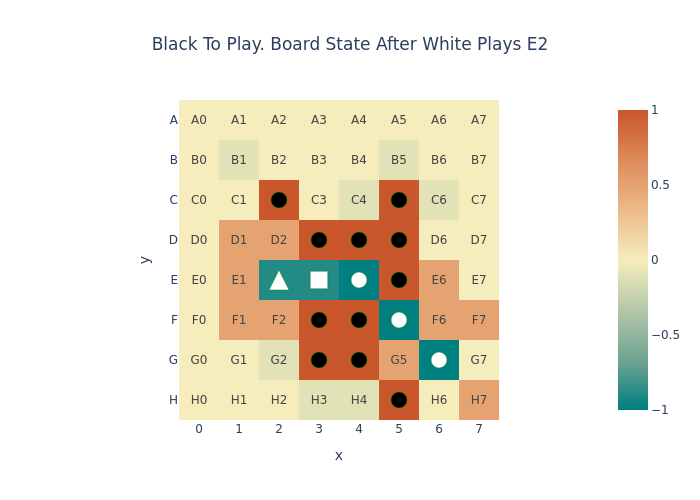 Black To Play. Board State After White Plays E2
A A0 A1 A2 A3 A4 A5 A6 A7
B B0 B1 B2 B3 B4 B5 B6 B7
C C0 C1 C3 C4 C6 C7
D D0 D1 D2 D6 D7
E E0 E1 E6 E7
F F0 F1 F2 F6 F7
G G0 G1 G2 G5 G7
H H0 H1 H2 H3 H4 H6 H7
0 1 2 3 4 5 6 7
x
y
1
0.5
0
−0.5
−1